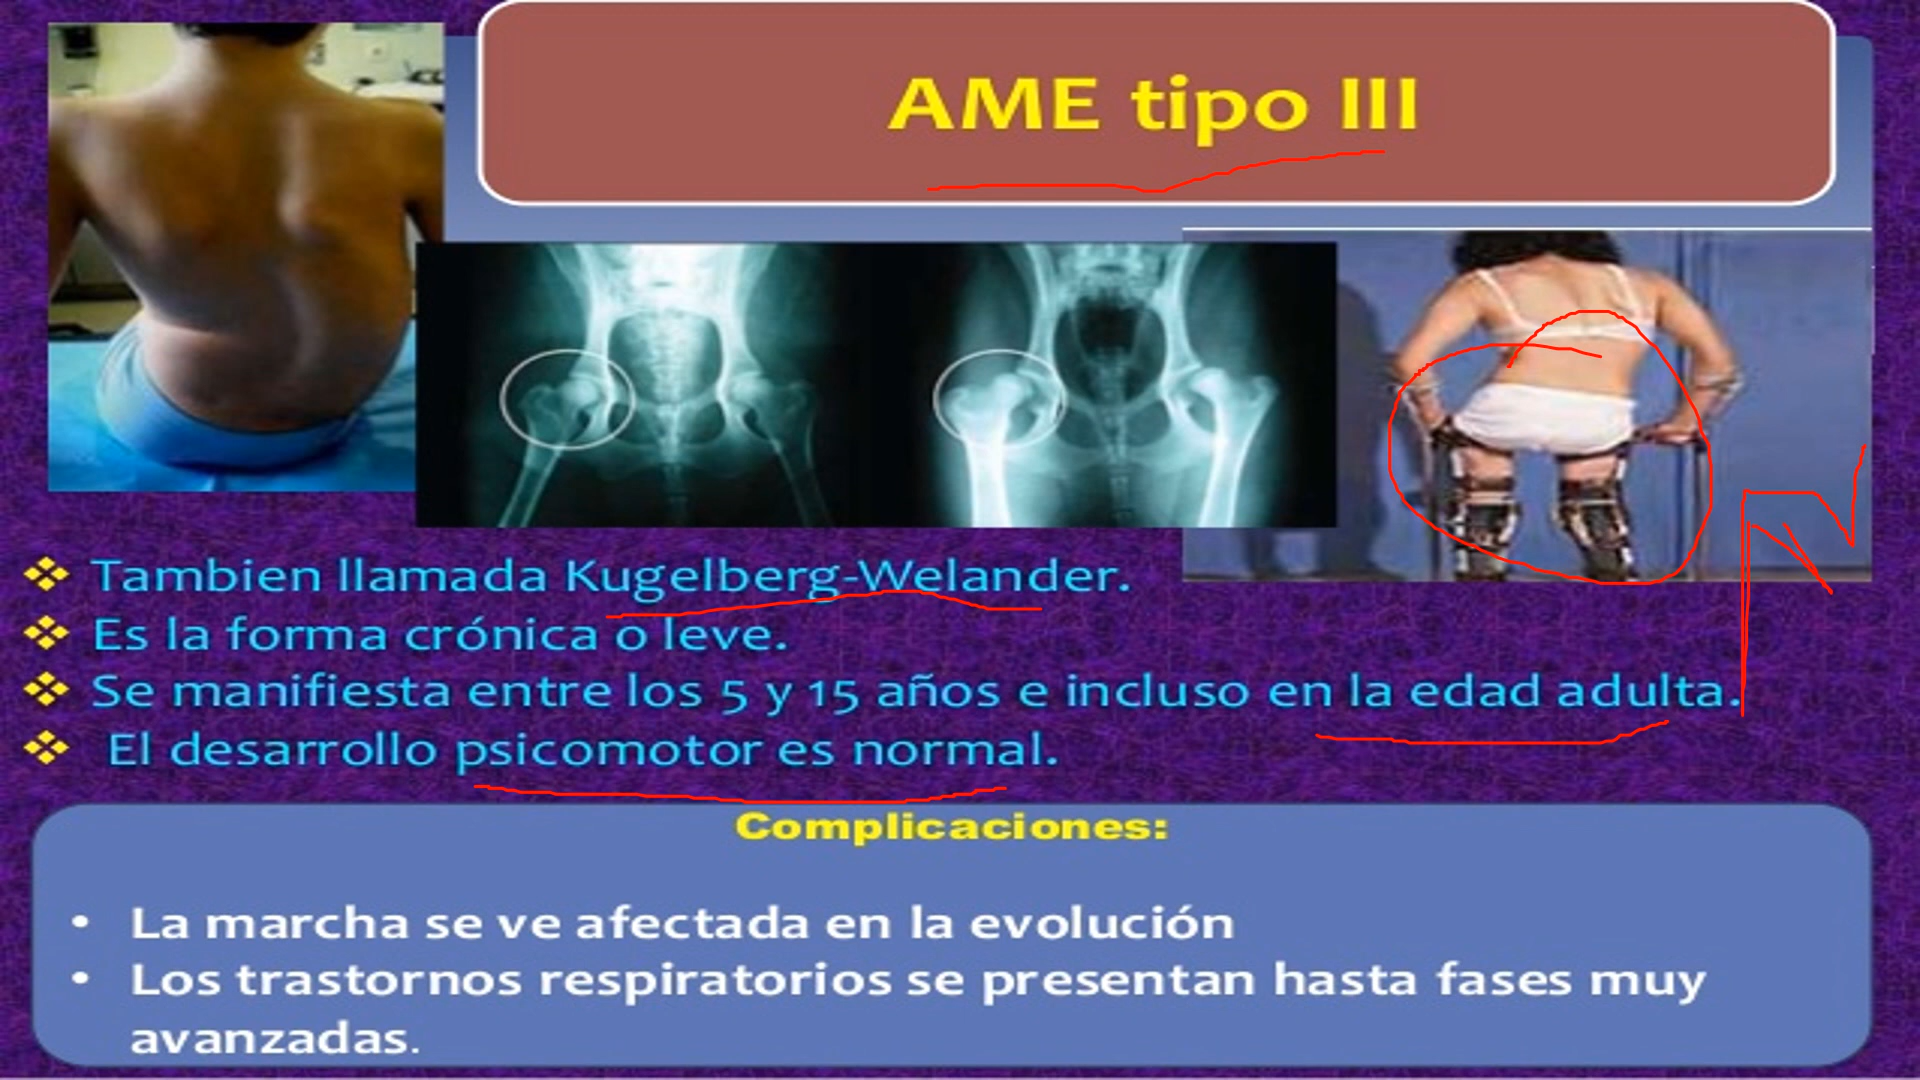 AME tipo III
Tambien llamada Kugelberg-Welander.
Es la forma crónica o leve.
Se manifiesta entre los 5 y 15 años e incluso en la edad adulta.
El desarrollo psicomotor es normal.
Complicaciones:
• La marcha se ve afectada en la evolución
• Los trastornos respiratorios se presentan hasta fases muy
avanzadas.